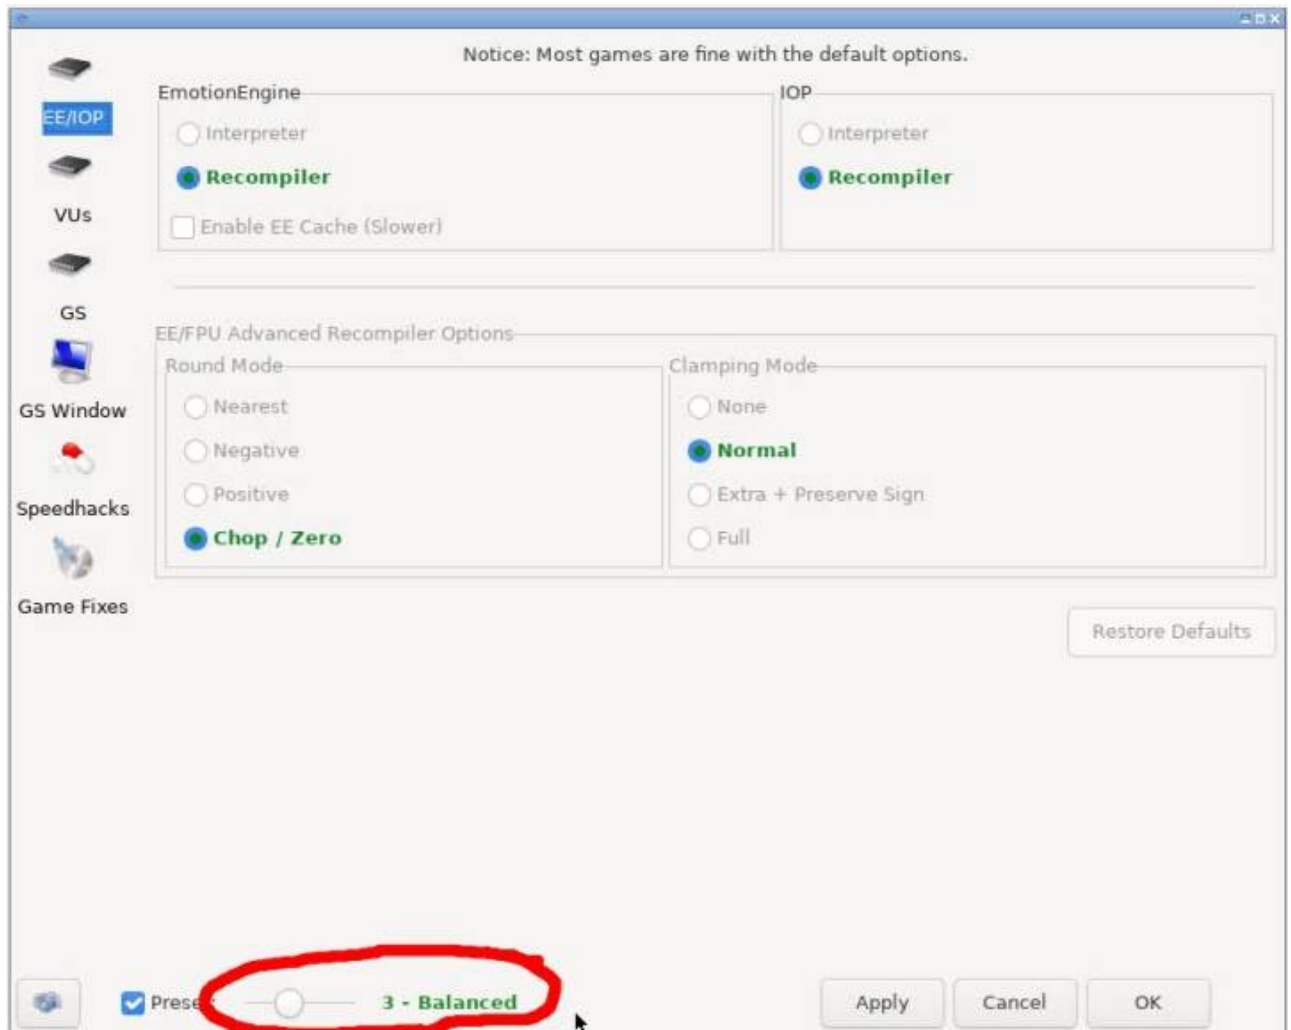 Notice: Most games are fine with the default options.
EE/IOP
VUs
GS
GS Window
Speedhacks
Game Fixes
EmotionEngine
Interpreter
Recompiler
Enable EE Cache (Slower)
IOP
Interpreter
Recompiler
EE/FPU Advanced Recompiler Options
Round Mode
Nearest
Negative
Positive
Chop / Zero
Clamping Mode
None
Normal
Extra + Preserve Sign
Full
Restore Defaults
3 - Balanced
Apply
Cancel
OK